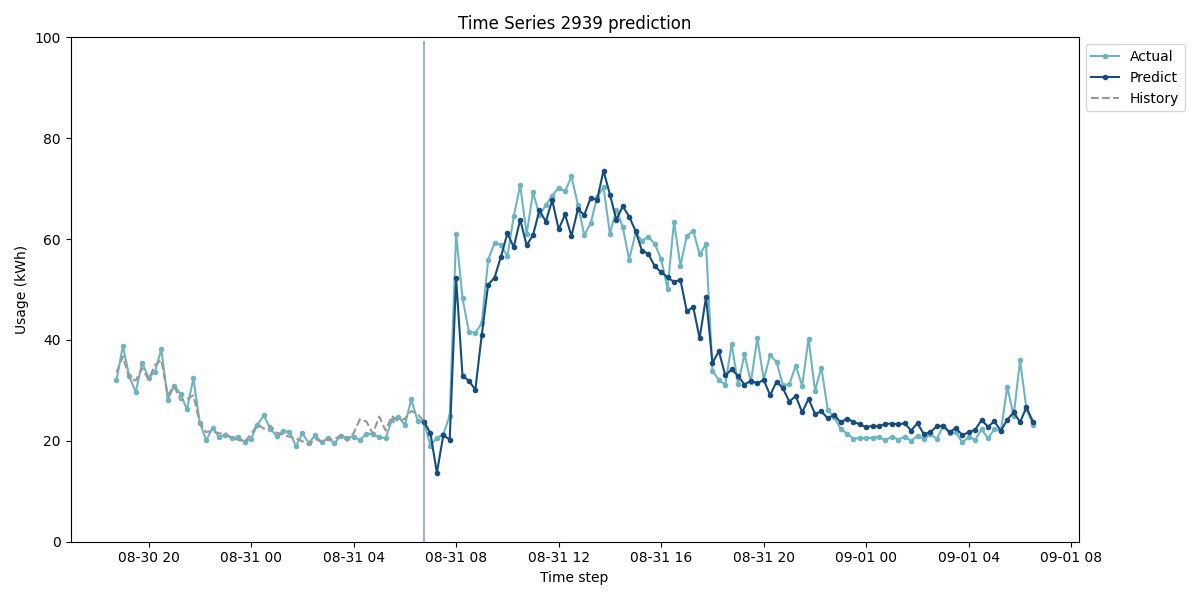 Time Series 2939 prediction
Usage (kWh)
100
80
60
40
20
0
08-30 20
08-31 00
08-31 04
08-31 08
08-31 12
08-31 16
08-31 20
09-01 00
09-01 04
09-01 08
Time step
Actual
Predict
History